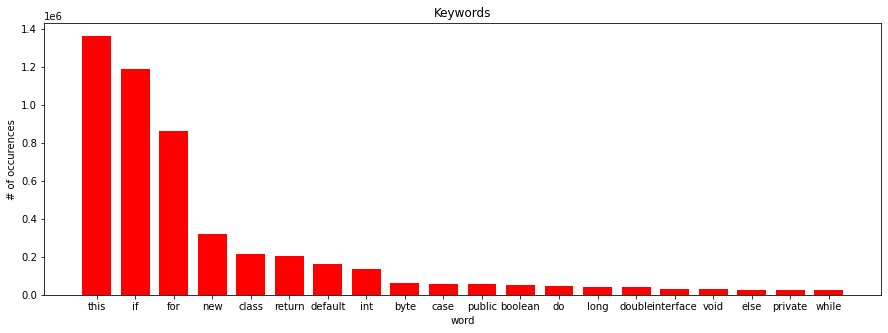 Keywords
1e6
1.4
1.2
1.0
0.8
0.6
0.4
0.2
0.0
# of occurences
this if for new class return default int byte case public boolean do long double interface void else private while
word